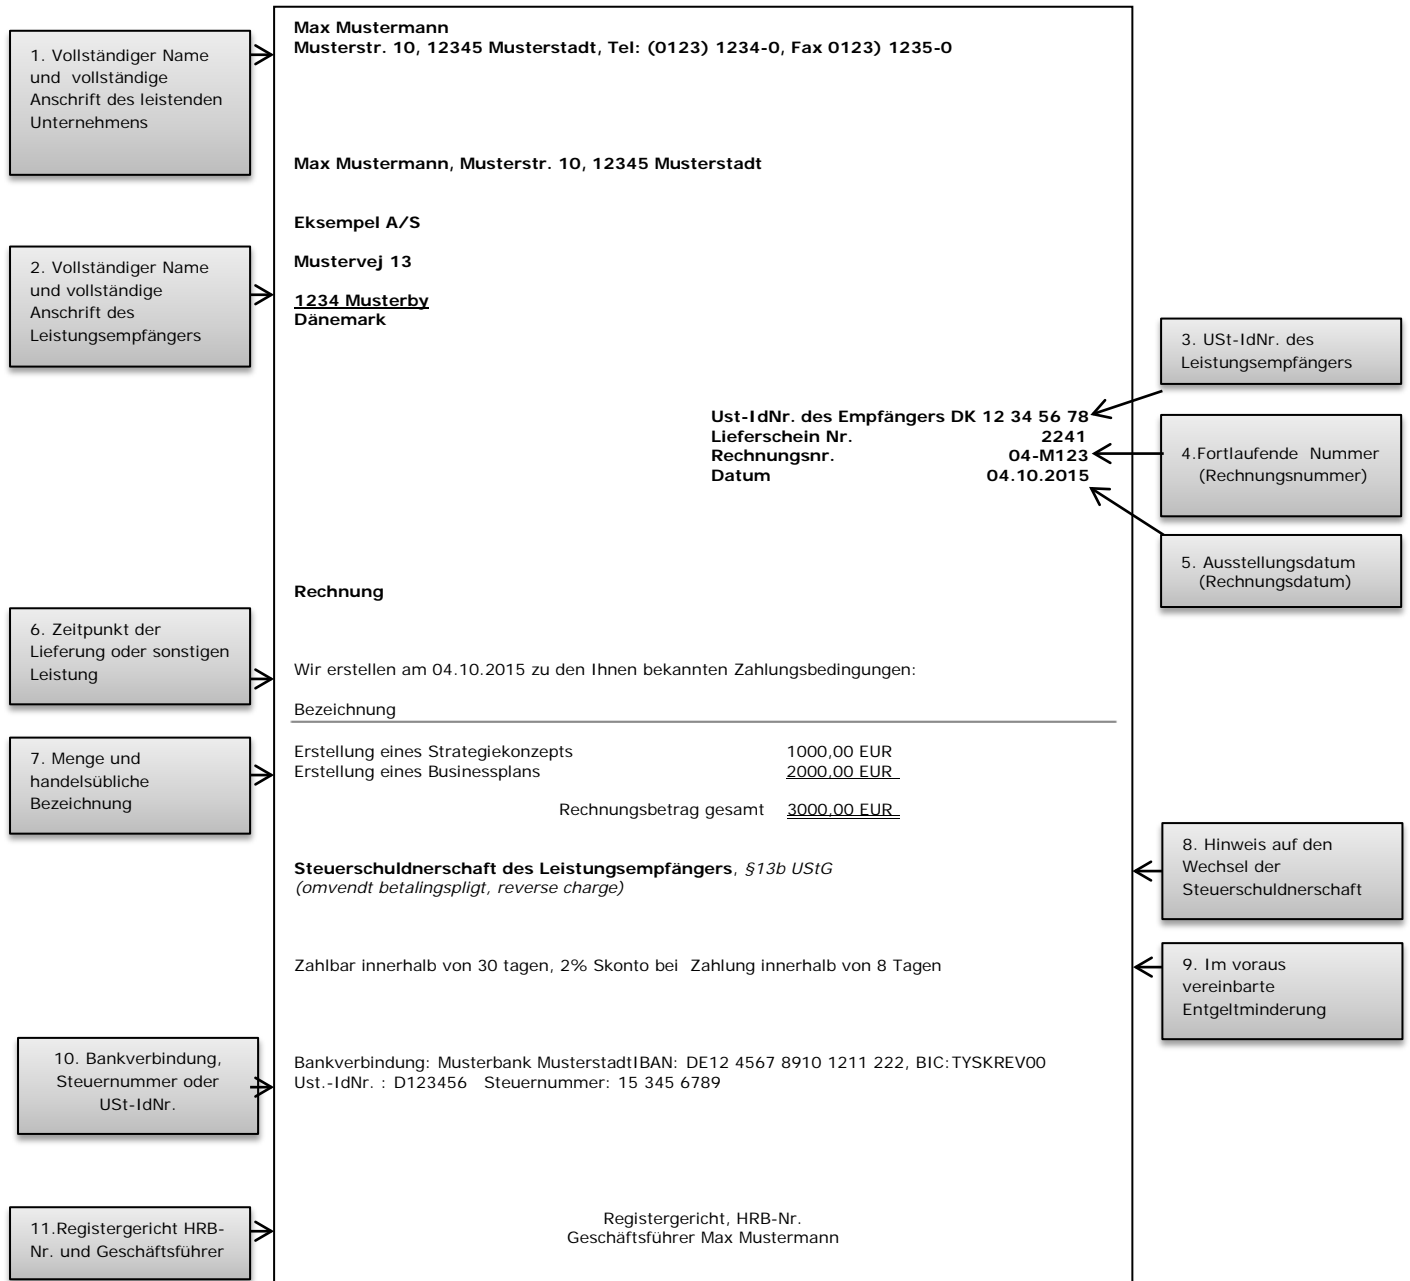 Max Mustermann
Musterstr. 10, 12345 Musterstadt, Tel: (0123) 1234-0, Fax 0123) 1235-0
1. Vollständiger Name
und vollständige
Anschrift des leistenden
Unternehmens
Max Mustermann, Musterstr. 10, 12345 Musterstadt
Eksempel A/S
Mustervej 13
1234 Musterby
Dänemark
2. Vollständiger Name
und vollständige
Anschrift des
Leistungsempfängers
3. USt-IdNr. des
Leistungsempfängers
Ust-IdNr. des Empfängers DK 12 34 56 78
Lieferschein Nr. 2241
Rechnungsnr. 04-M123
Datum 04.10.2015
4.Fortlaufende Nummer
(Rechnungsnummer)
5. Ausstellungsdatum
(Rechnungsdatum)
Rechnung
6. Zeitpunkt der
Lieferung oder sonstigen
Leistung
Wir erstellen am 04.10.2015 zu den Ihnen bekannten Zahlungsbedingungen:
Bezeichnung
7. Menge und
handelsübliche
Bezeichnung
Erstellung eines Strategiekonzepts 1000,00 EUR
Erstellung eines Businessplans 2000,00 EUR
Rechnungsbetrag gesamt 3000,00 EUR
8. Hinweis auf den
Wechsel der
Steuerschuldnerschaft
Steuerschuldnerschaft des Leistungsempfängers, §13b UStG
(omvendt betalingspligt, reverse charge)
Zahlbar innerhalb von 30 tagen, 2% Skonto bei Zahlung innerhalb von 8 Tagen
9. Im voraus
vereinbarte
Entgeltminderung
10. Bankverbindung,
Steuernummer oder
USt-IdNr.
Bankverbindung: Musterbank MusterstadtIBAN: DE12 4567 8910 1211 222, BIC:TYSKREV00
Ust.-IdNr. : D123456 Steuernummer: 15 345 6789
11.Registergericht HRB-
Nr. und Geschäftsführer
Registergericht, HRB-Nr.
Geschäftsführer Max Mustermann